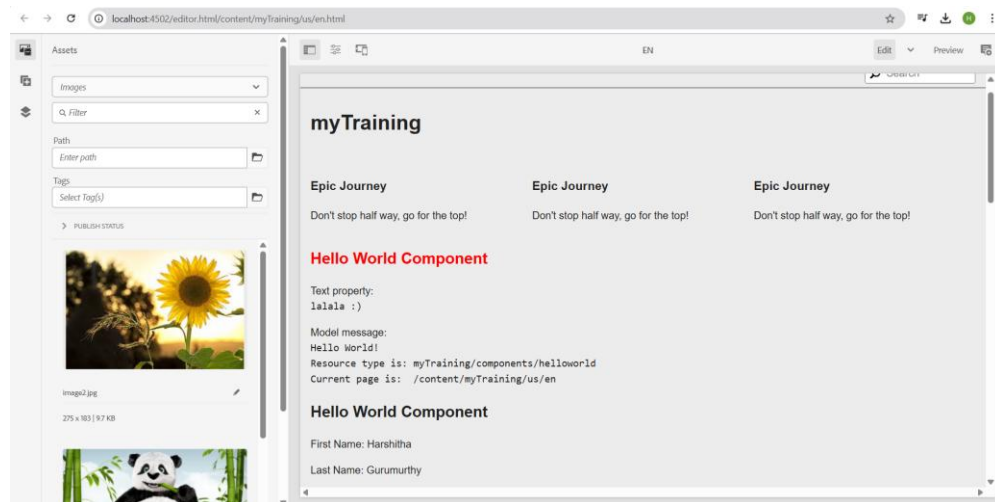 localhost:4502/editor.html/content/myTraining/us/en.html
Assets
EN
Edit
Preview
Images
Filter
Path
Enter path
Tags
Select Tag(s)
PUBLISH STATUS
image2.jpg
275 x 183 | 9.7 KB
Search
myTraining
Epic Journey
Don't stop half way, go for the top!
Epic Journey
Don't stop half way, go for the top!
Epic Journey
Don't stop half way, go for the top!
Hello World Component
Text property:
lalala :)
Model message:
Hello World!
Resource type is: myTraining/components/helloworld
Current page is:  /content/myTraining/us/en
Hello World Component
First Name: Harshitha
Last Name: Gurumurthy